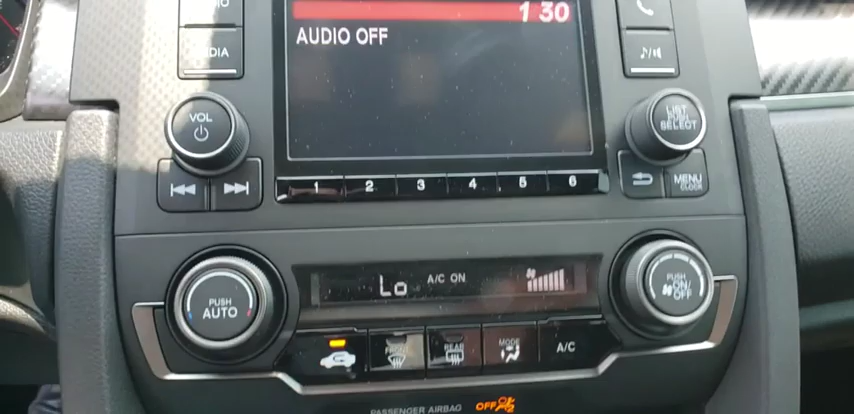 1 30
AUDIO OFF
VOL
LIST
PUSH
SELECT
1 2 3 4 5 6
MENU
CLOCK
Lo A/C ON
PUSH
AUTO
PUSH
ON/
OFF
REAR
MODE
A/C
PASSENGER AIRBAG OFF